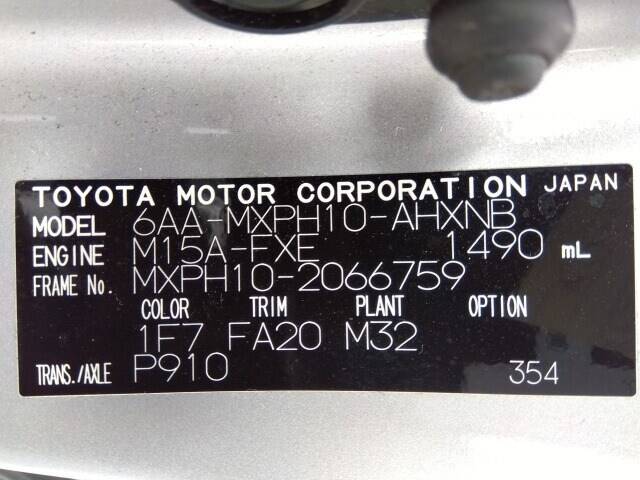 TOYOTA MOTOR CORPORATION JAPAN
MODEL 6AA-MXPH10-AHXNB
ENGINE M15A-FXE 1490 mL
FRAME No. MXPH10-2066759
COLOR TRIM PLANT OPTION
1F7 FA20 M32
TRANS./AXLE P910 354